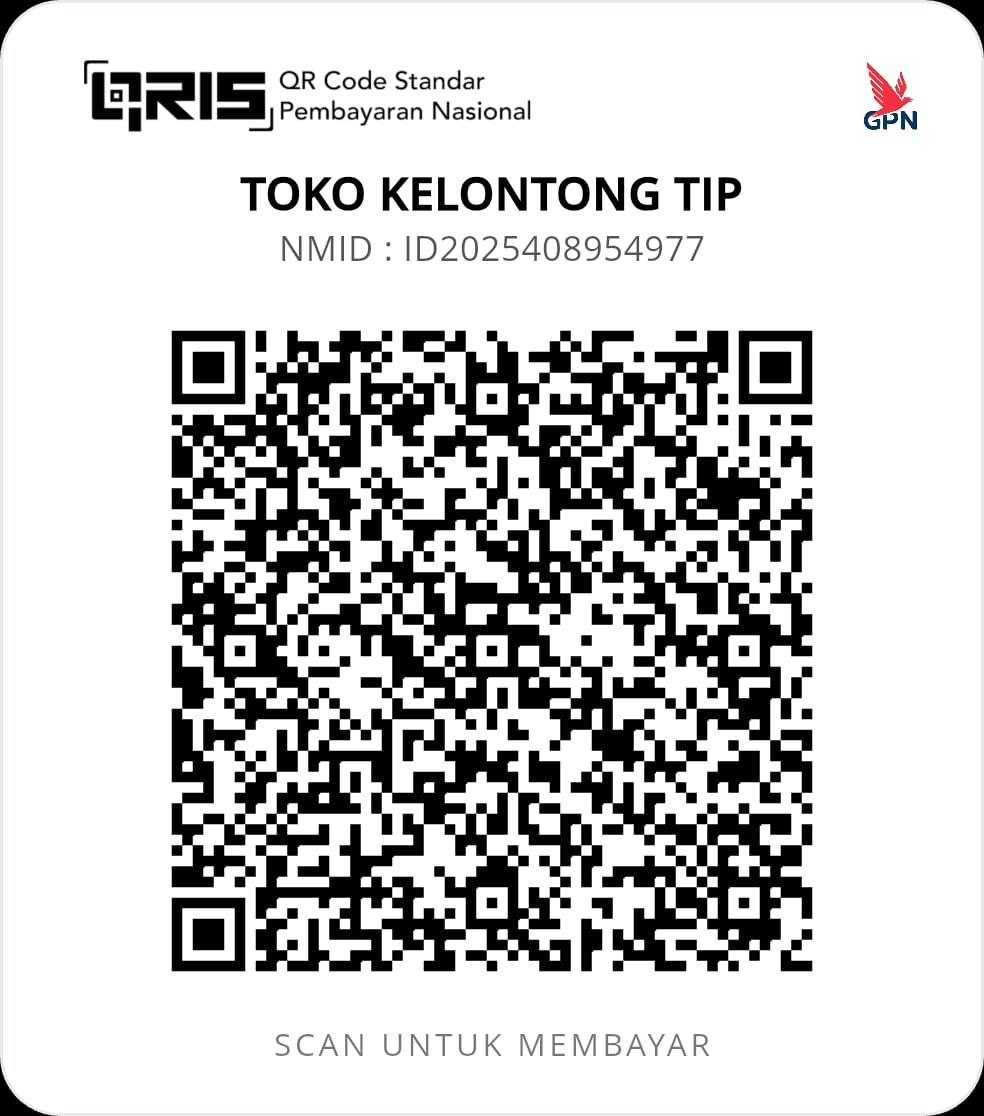 QRIS QR Code Standar
Pembayaran Nasional
GPN
TOKO KELONTONG TIP
NMID : ID2025408954977
SCAN UNTUK MEMBAYAR